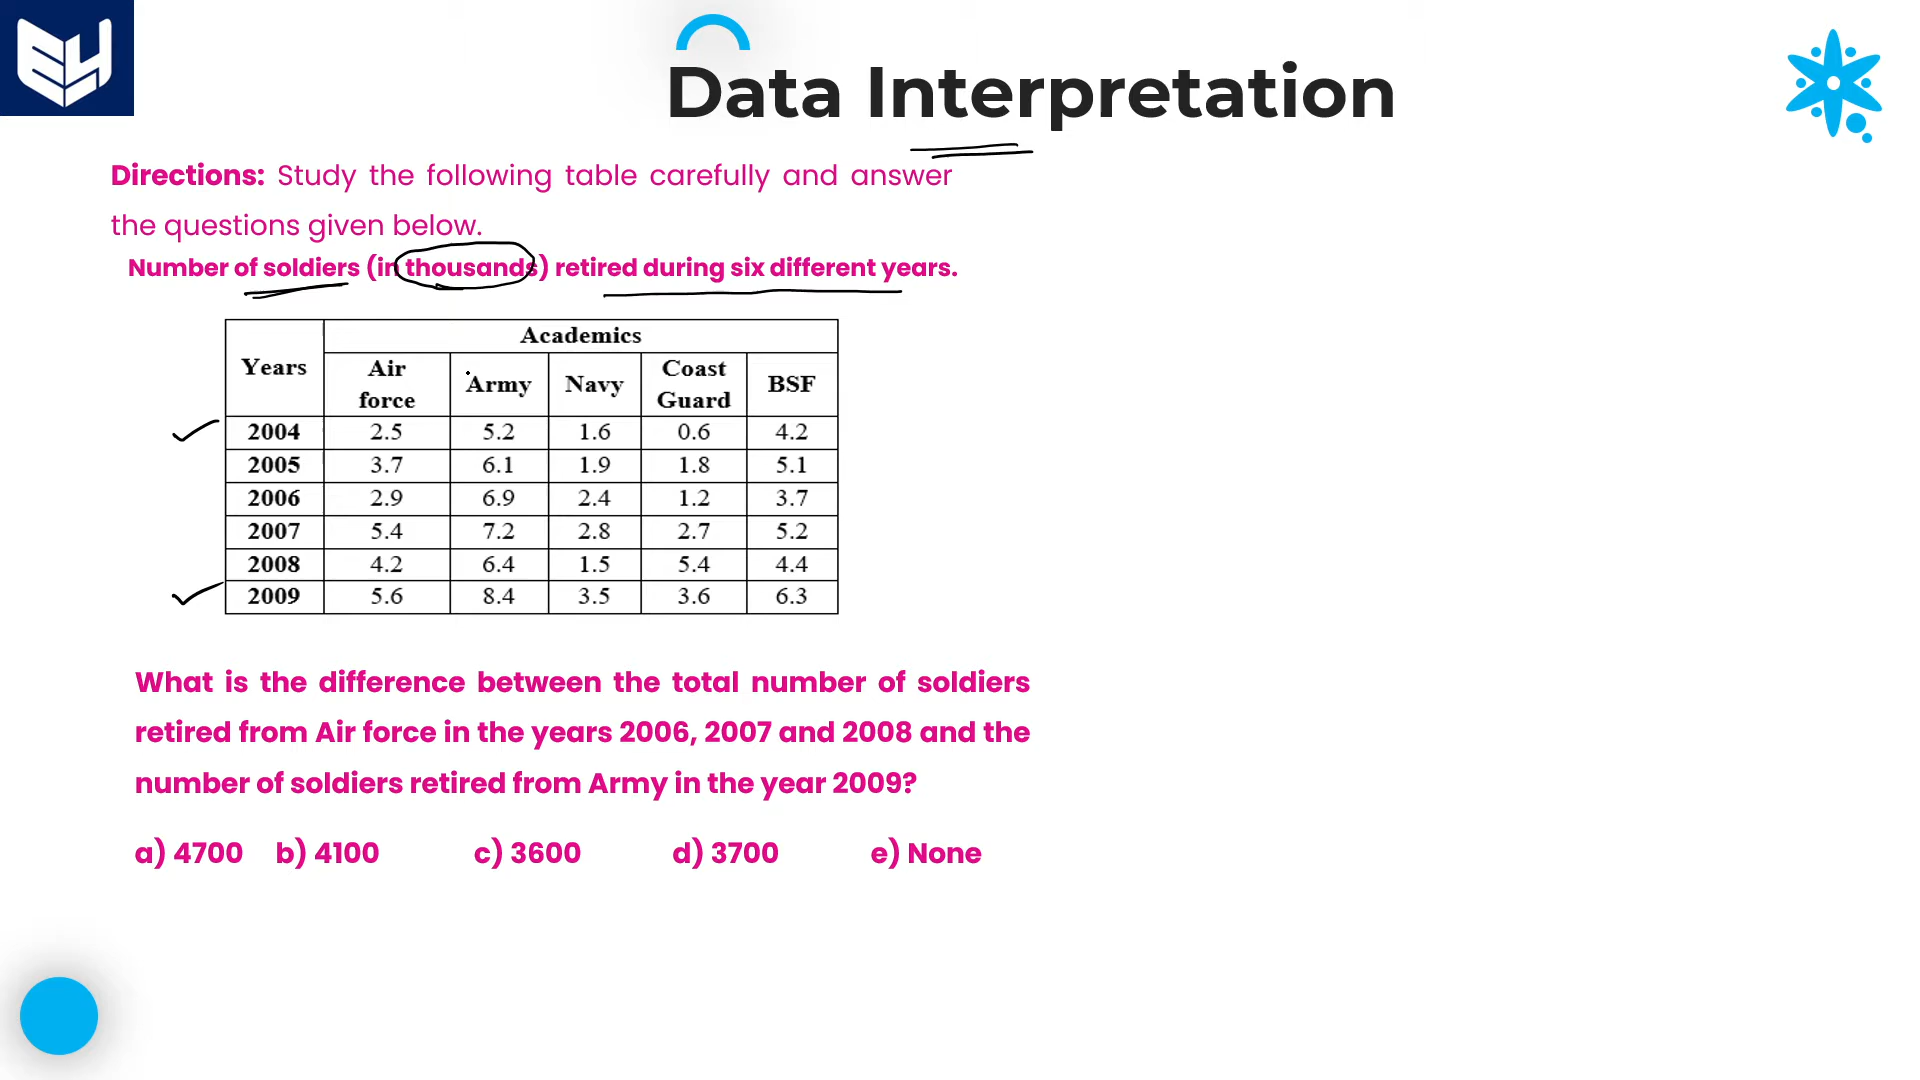 Data Interpretation
Directions: Study the following table carefully and answer
the questions given below.
Number of soldiers (in thousands) retired during six different years.
Years Academics
Air force Army Navy Coast Guard BSF
2004 2.5 5.2 1.6 0.6 4.2
2005 3.7 6.1 1.9 1.8 5.1
2006 2.9 6.9 2.4 1.2 3.7
2007 5.4 7.2 2.8 2.7 5.2
2008 4.2 6.4 1.5 5.4 4.4
2009 5.6 8.4 3.5 3.6 6.3
What is the difference between the total number of soldiers
retired from Air force in the years 2006, 2007 and 2008 and the
number of soldiers retired from Army in the year 2009?
a) 4700 b) 4100 c) 3600 d) 3700 e) None